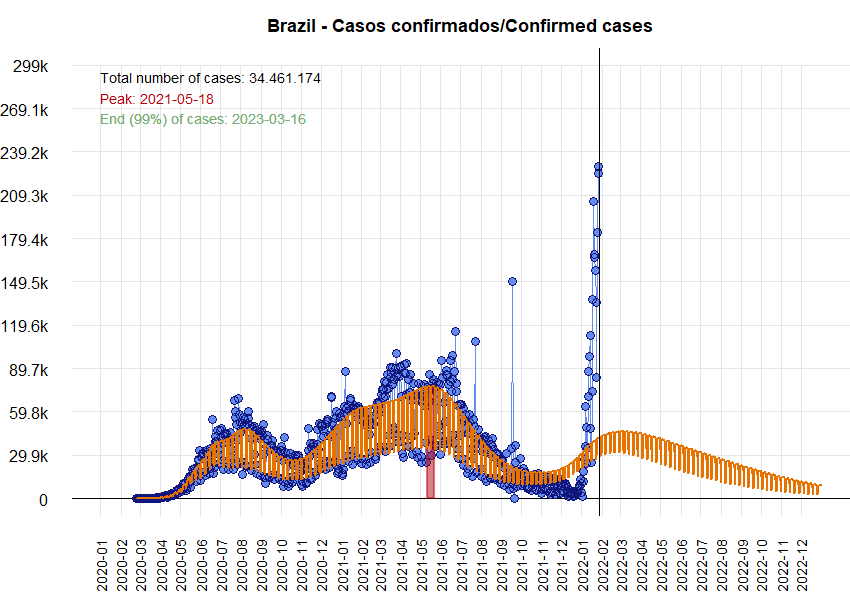 Brazil - Casos confirmados/Confirmed cases
299k
Total number of cases: 34.461.174
Peak: 2021-05-18
269.1k
End (99%) of cases: 2023-03-16
239.2k
209.3k
179.4k
149.5k
119.6k
89.7k
59.8k
29.9k
0
2020-01
2020-02
2020-03
2020-04
2020-05
2020-06
2020-07
2020-08
2020-09
2020-10
2020-11
2020-12
2021-01
2021-03
2021-04
2021-05
2021-06
2021-07
2021-08
2021-09
2021-10
2021-11
2021-12
2022-01
2022-02
2022-03
2022-04
2022-05
2022-06
2022-07
2022-08
2022-09
2022-10
2022-11
2022-12